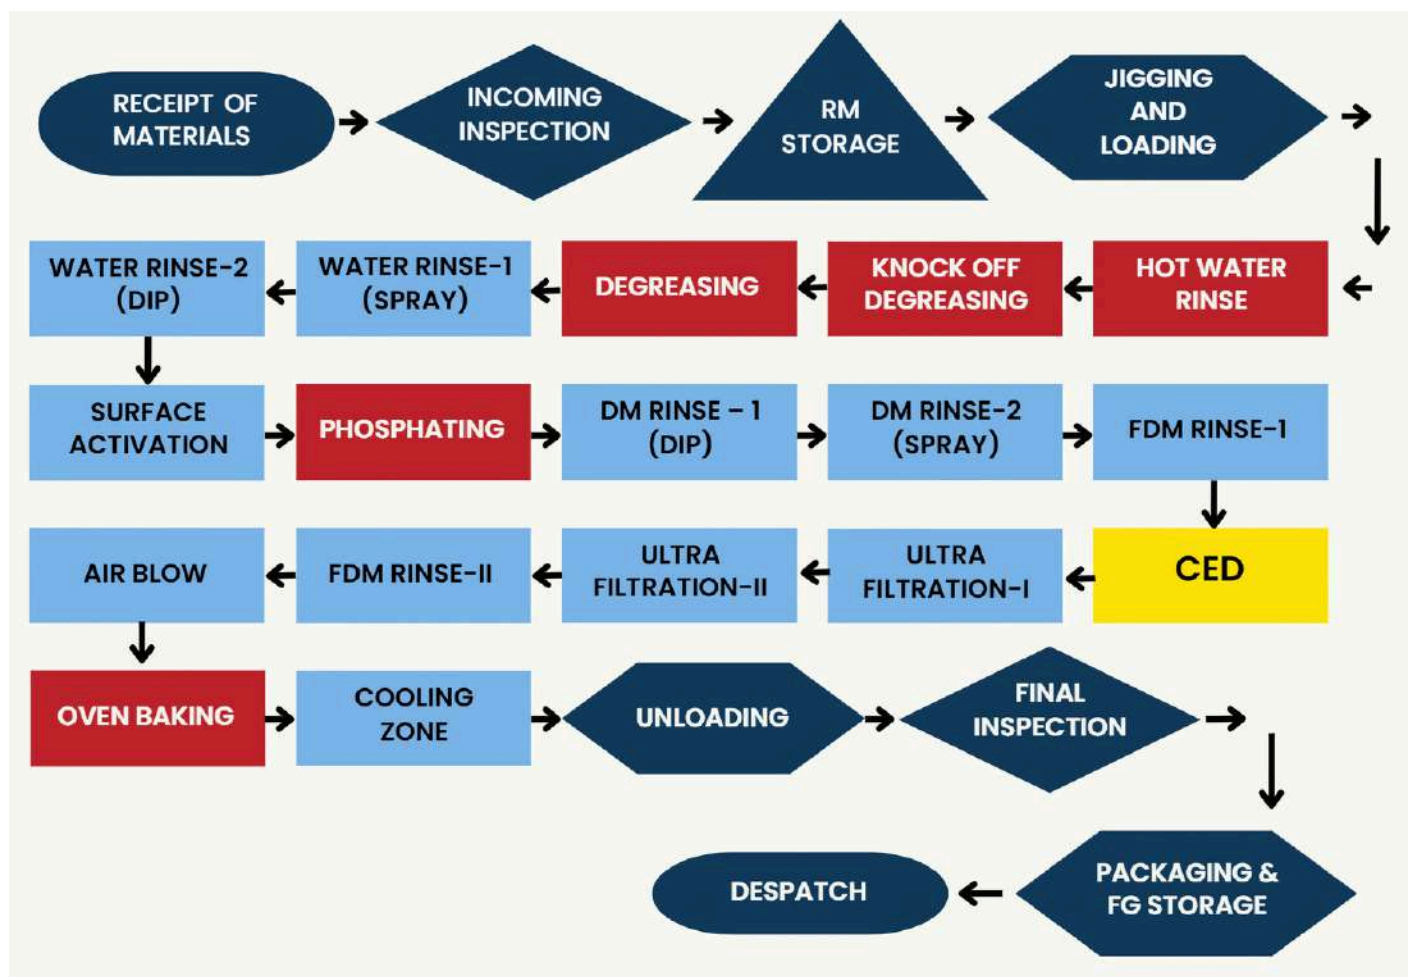 RECEIPT OF
MATERIALS
INCOMING
INSPECTION
RM
STORAGE
JIGGING
AND
LOADING
HOT WATER
RINSE
KNOCK OFF
DEGREASING
DEGREASING
WATER RINSE-1
(SPRAY)
WATER RINSE-2
(DIP)
SURFACE
ACTIVATION
PHOSPHATING
DM RINSE – 1
(DIP)
DM RINSE-2
(SPRAY)
FDM RINSE-1
CED
ULTRA
FILTRATION-I
ULTRA
FILTRATION-II
FDM RINSE-II
AIR BLOW
OVEN BAKING
COOLING
ZONE
UNLOADING
FINAL
INSPECTION
PACKAGING &
FG STORAGE
DESPATCH